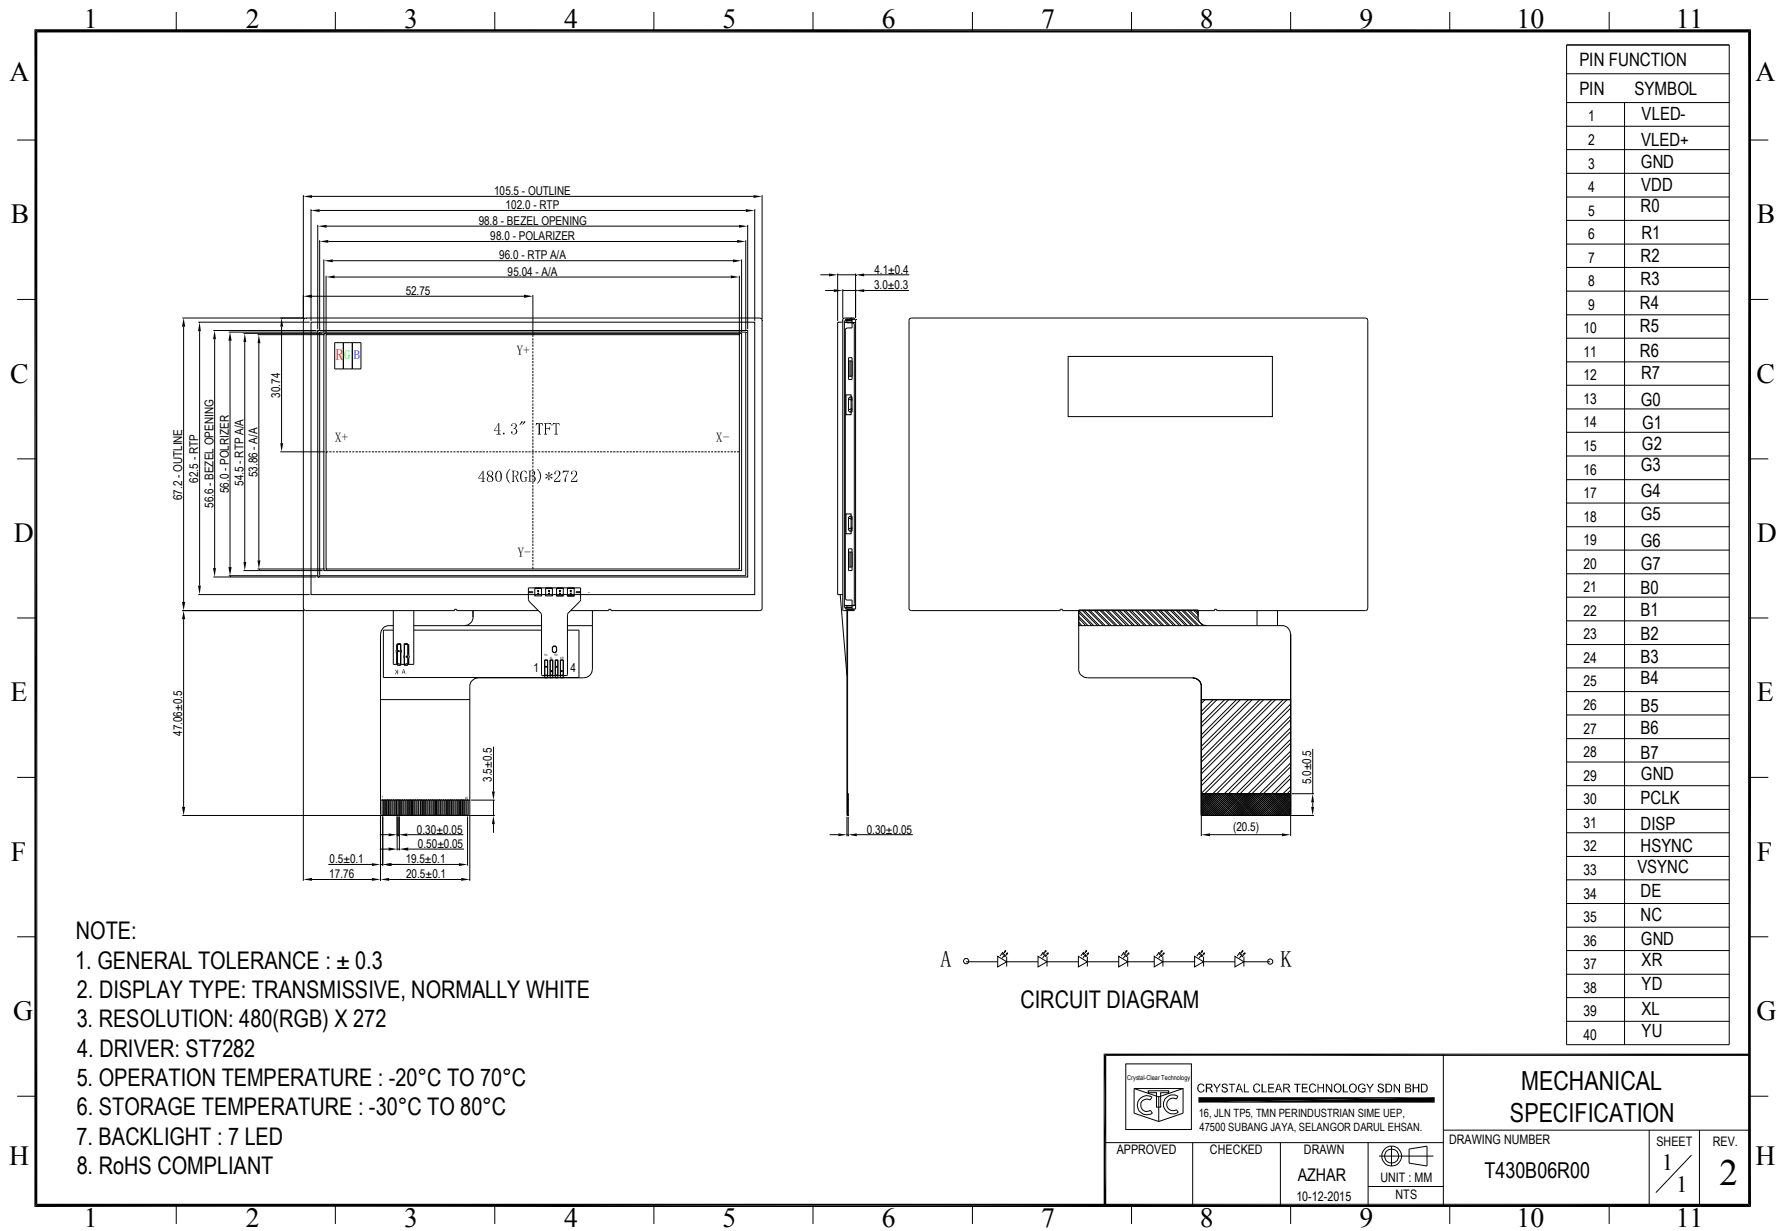 1 2 3 4 5 6 7 8 9 10 11
A A
B B
C C
D D
E E
F F
G G
H H
105.5 - OUTLINE
102.0 - RTP
98.8 - BEZEL OPENING
98.0 - POLARIZER
96.0 - RTP A/A
95.04 - A/A
52.75
67.2 - OUTLINE
62.5 - RTP
56.6 - BEZEL OPENING
56.0 - POLRIZER
54.5 - RTP A/A
53.86 - A/A
30.74
RGB
Y+
X+
X-
4.3" TFT
480(RGB)*272
Y-
K A
1 4
47.06±0.5
3.5±0.5
0.30±0.05
0.50±0.05
0.5±0.1
19.5±0.1
17.76
20.5±0.1
4.1±0.4
3.0±0.3
0.30±0.05
5.0±0.5
(20.5)
PIN FUNCTION
PIN SYMBOL
1 VLED-
2 VLED+
3 GND
4 VDD
5 R0
6 R1
7 R2
8 R3
9 R4
10 R5
11 R6
12 R7
13 G0
14 G1
15 G2
16 G3
17 G4
18 G5
19 G6
20 G7
21 B0
22 B1
23 B2
24 B3
25 B4
26 B5
27 B6
28 B7
29 GND
30 PCLK
31 DISP
32 HSYNC
33 VSYNC
34 DE
35 NC
36 GND
37 XR
38 YD
39 XL
40 YU
NOTE:
1. GENERAL TOLERANCE : ± 0.3
2. DISPLAY TYPE: TRANSMISSIVE, NORMALLY WHITE
3. RESOLUTION: 480(RGB) X 272
4. DRIVER: ST7282
5. OPERATION TEMPERATURE : -20°C TO 70°C
6. STORAGE TEMPERATURE : -30°C TO 80°C
7. BACKLIGHT : 7 LED
8. RoHS COMPLIANT
A K
CIRCUIT DIAGRAM
Crystal-Clear Technology
CTC
CRYSTAL CLEAR TECHNOLOGY SDN BHD
16, JLN TP5, TMN PERINDUSTRIAN SIME UEP,
47500 SUBANG JAYA, SELANGOR DARUL EHSAN.
MECHANICAL
SPECIFICATION
APPROVED
CHECKED
DRAWN
AZHAR
10-12-2015
UNIT : MM
NTS
DRAWING NUMBER
T430B06R00
SHEET
1/1
REV.
2
1 2 3 4 5 6 7 8 9 10 11